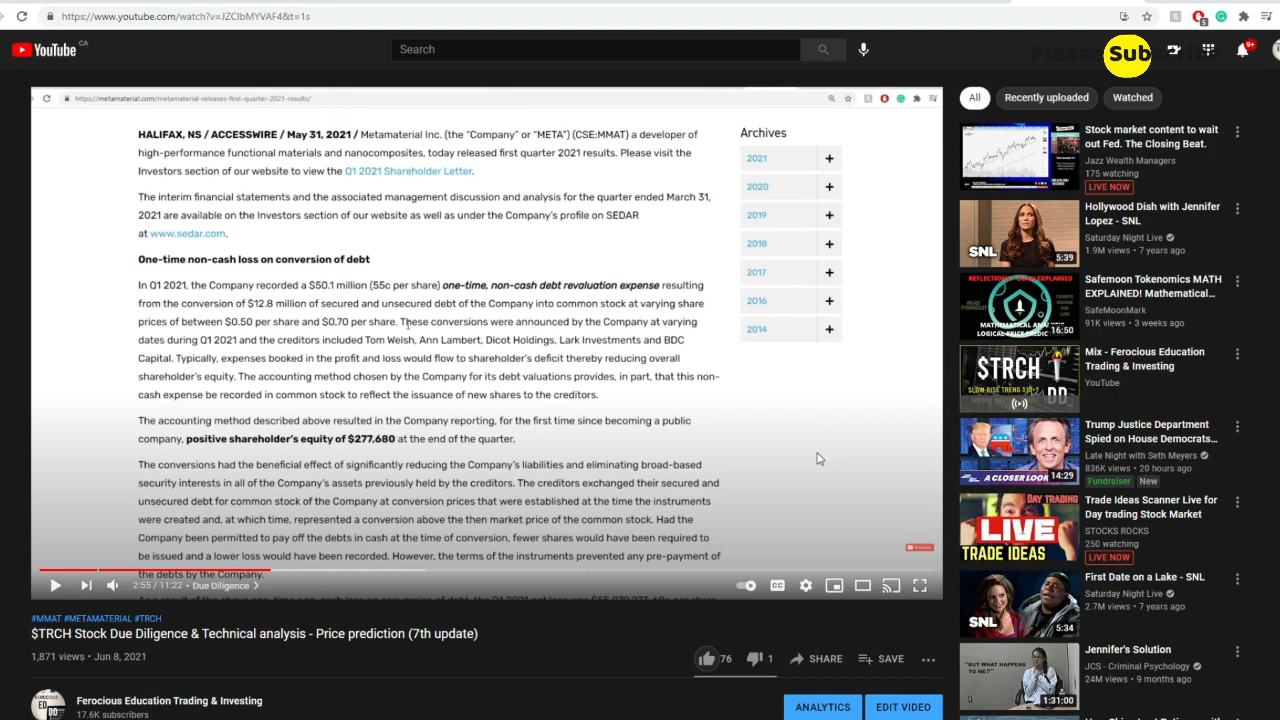 https://www.youtube.com/watch?v=JZCIbMYVAF4&t=1s
5
YouTube CA
Search
Please Subscribe
9+
https://metamaterial.com/metamaterial-releases-first-quarter-2021-results/
HALIFAX, NS / ACCESSWIRE / May 31, 2021 / Metamaterial Inc. (the “Company” or “META”) (CSE:MMAT) a developer of
high-performance functional materials and nanocomposites, today released first quarter 2021 results. Please visit the
Investors section of our website to view the Q1 2021 Shareholder Letter.
The interim financial statements and the associated management discussion and analysis for the quarter ended March 31,
2021 are available on the Investors section of our website as well as under the Company’s profile on SEDAR
at www.sedar.com.
One-time non-cash loss on conversion of debt
In Q1 2021, the Company recorded a $50.1 million (55c per share) one-time, non-cash debt revaluation expense resulting
from the conversion of $12.8 million of secured and unsecured debt of the Company into common stock at varying share
prices of between $0.50 per share and $0.70 per share. These conversions were announced by the Company at varying
dates during Q1 2021 and the creditors included Tom Welsh, Ann Lambert, Dicot Holdings, Lark Investments and BDC
Capital. Typically, expenses booked in the profit and loss would flow to shareholder’s deficit thereby reducing overall
shareholder’s equity. The accounting method chosen by the Company for its debt valuations provides, in part, that this non-
cash expense be recorded in common stock to reflect the issuance of new shares to the creditors.
The accounting method described above resulted in the Company reporting, for the first time since becoming a public
company, positive shareholder’s equity of $277,680 at the end of the quarter.
The conversions had the beneficial effect of significantly reducing the Company’s liabilities and eliminating broad-based
security interests in all of the Company’s assets previously held by the creditors. The creditors exchanged their secured and
unsecured debt for common stock of the Company at conversion prices that were established at the time the instruments
were created and, at which time, represented a conversion above the then market price of the common stock. Had the
Company been permitted to pay off the debts in cash at the time of conversion, fewer shares would have been required to
be issued and a lower loss would have been recorded. However, the terms of the instruments prevented any pre-payment of
the debts by the Company.
Archives
2021 +
2020 +
2019 +
2018 +
2017 +
2016 +
2014 +
2:55 / 11:22 • Due Diligence >
CC
#MMAT #METAMATERIAL #TRCH
$TRCH Stock Due Diligence & Technical analysis - Price prediction (7th update)
1,871 views • Jun 8, 2021
76
1
SHARE
SAVE
Ferocious Education Trading & Investing
17.6K subscribers
ANALYTICS
EDIT VIDEO
All
Recently uploaded
Watched
Stock market content to wait
out Fed. The Closing Beat.
Jazz Wealth Managers
175 watching
LIVE NOW
SNL
5:39
Hollywood Dish with Jennifer
Lopez - SNL
Saturday Night Live
1.9M views • 7 years ago
16:50
Safemoon Tokenomics MATH
EXPLAINED! Mathematical...
SafeMoonMark
91K views • 3 weeks ago
$TRCH
DD
Mix - Ferocious Education
Trading & Investing
YouTube
A CLOSER LOOK
14:29
Trump Justice Department
Spied on House Democrats...
Late Night with Seth Meyers
836K views • 20 hours ago
Fundraiser
New
DAY TRADING
LIVE
TRADE IDEAS
Trade Ideas Scanner Live for
Day trading Stock Market
STOCKS ROCKS
250 watching
LIVE NOW
SNL
5:34
First Date on a Lake - SNL
Saturday Night Live
2.7M views • 7 years ago
"BUT WHAT HAPPENS
TO ME?"
1:31:00
Jennifer's Solution
JCS - Criminal Psychology
24M views • 9 months ago